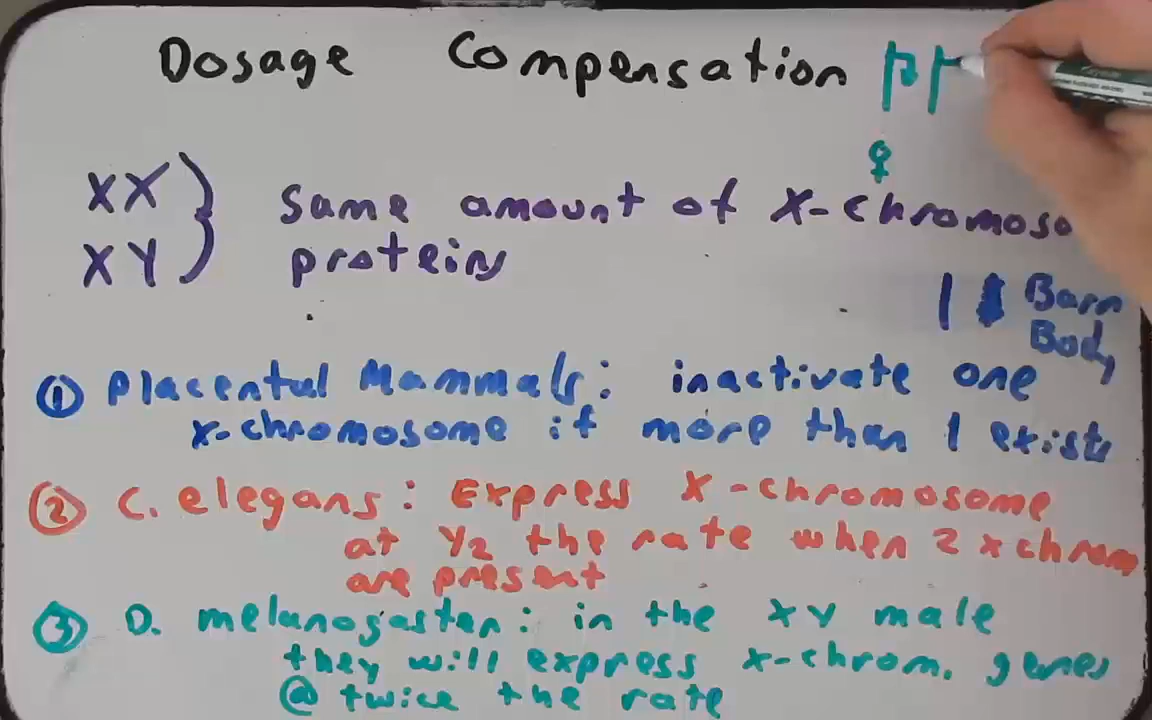 Dosage Compensation
♀
XX
XY
same amount of X-chromoso
proteins
Barr
Body
① Placental Mammals: inactivate one
x-chromosome if more than 1 exists
② C. elegans: Express X-chromosome
at 1/2 the rate when 2 x chrom
are present
③ D. melanogaster: in the XY male
they will express x-chrom. genes
@ twice the rate